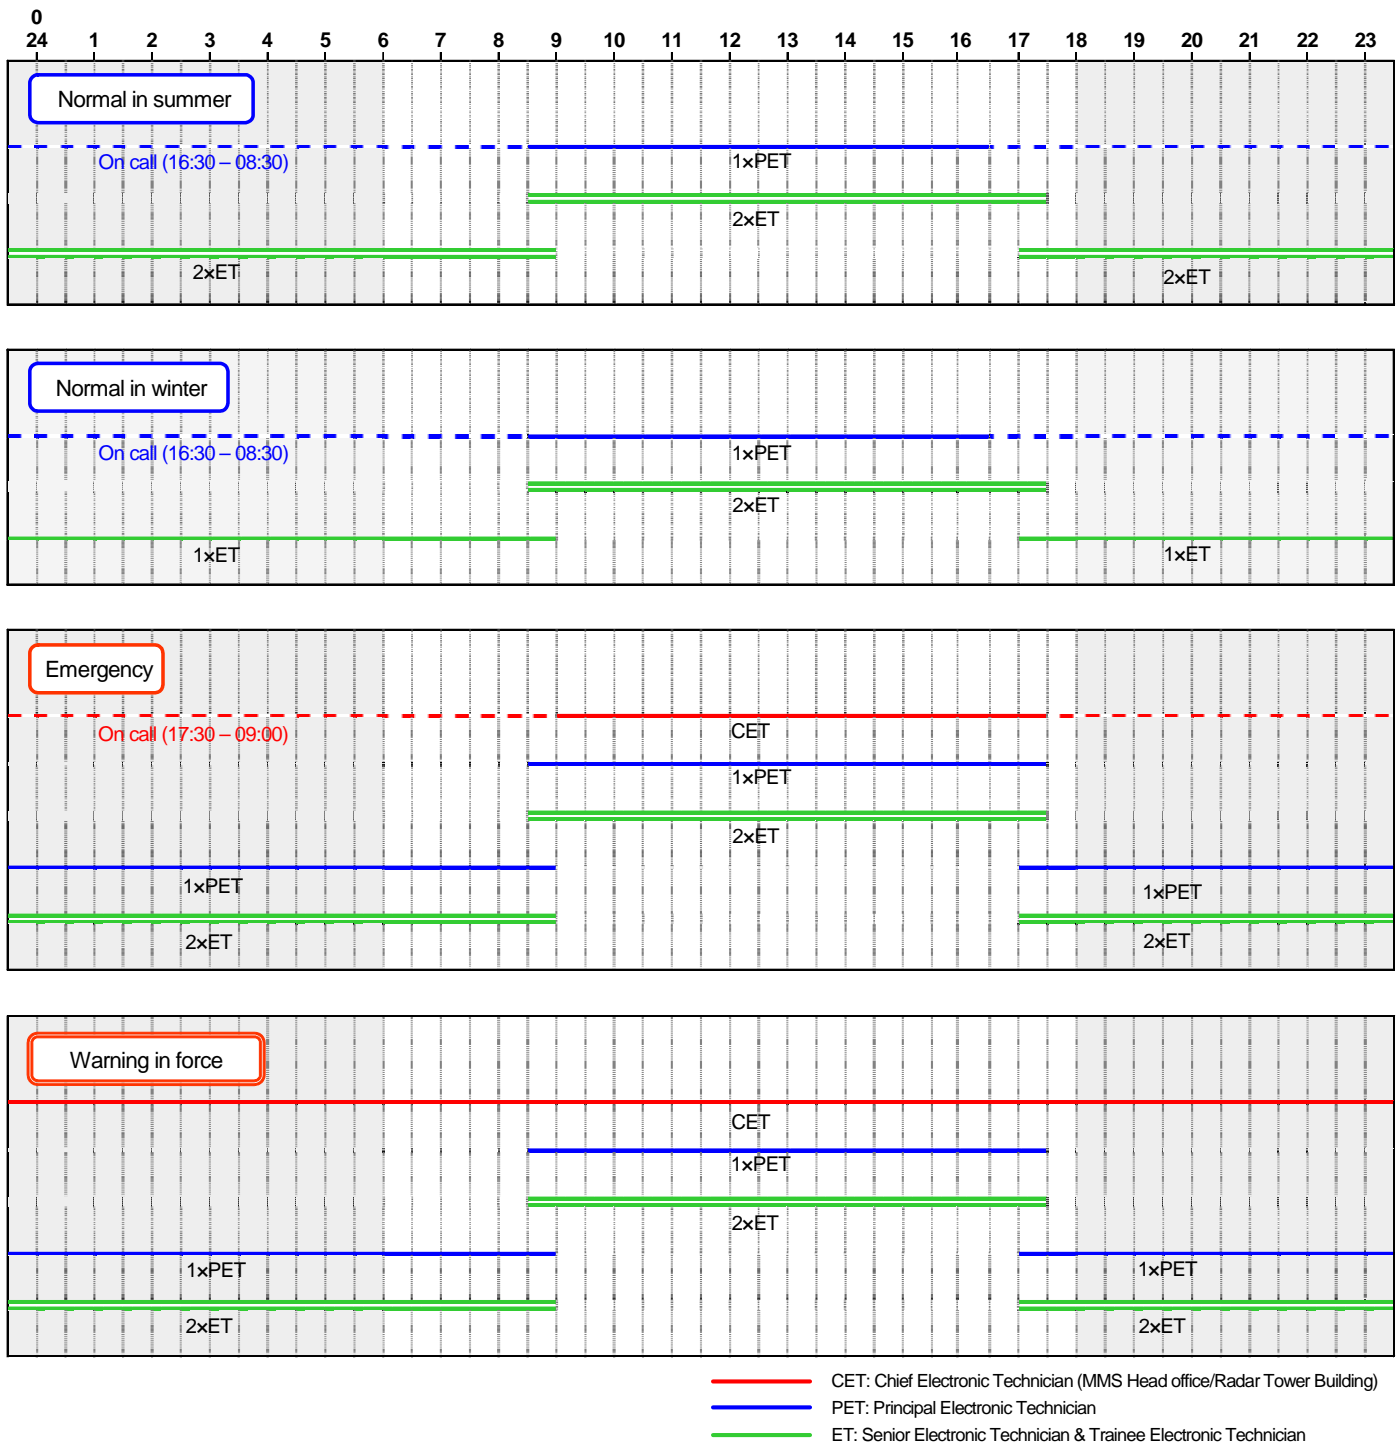 0
24 1 2 3 4 5 6 7 8 9 10 11 12 13 14 15 16 17 18 19 20 21 22 23
Normal in summer
On call (16:30 – 08:30)
1×PET
2×ET
2×ET 2×ET
Normal in winter
On call (16:30 – 08:30)
1×PET
2×ET
1×ET 1×ET
Emergency
On call (17:30 – 09:00)
CET
1×PET
2×ET
1×PET 1×PET
2×ET 2×ET
Warning in force
CET
1×PET
2×ET
1×PET 1×PET
2×ET 2×ET
CET: Chief Electronic Technician (MMS Head office/Radar Tower Building)
PET: Principal Electronic Technician
ET: Senior Electronic Technician & Trainee Electronic Technician